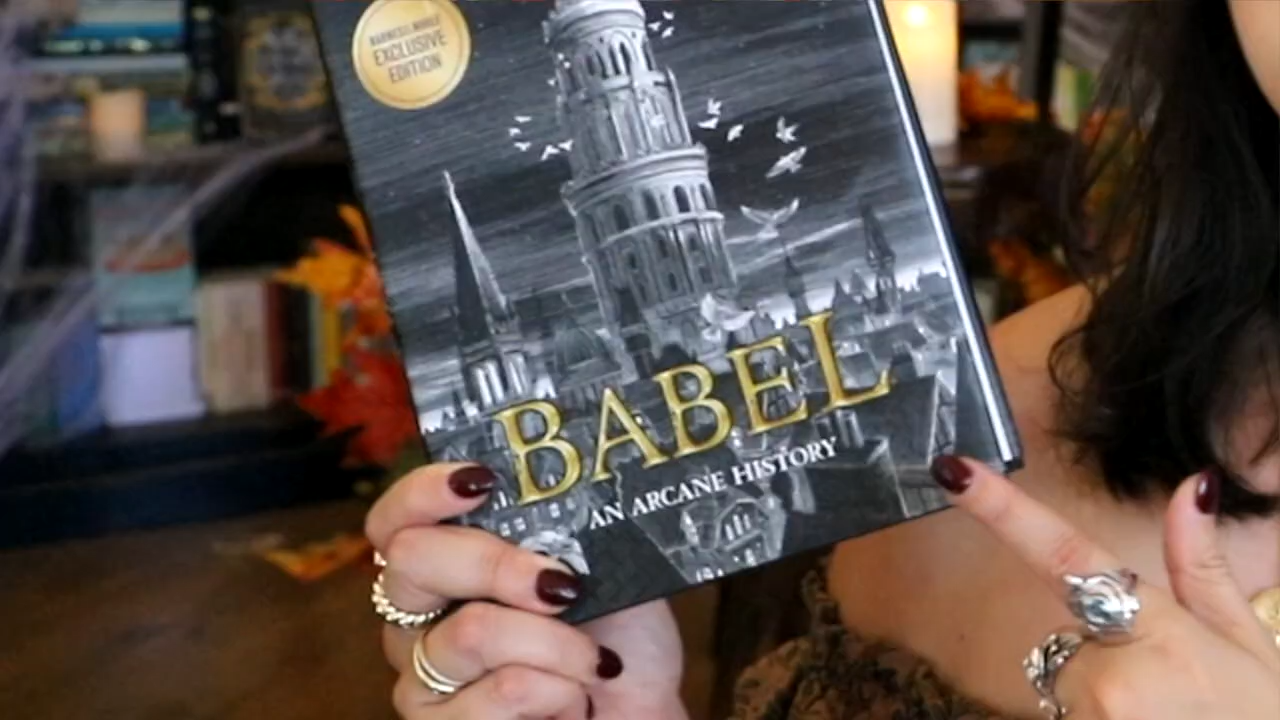 BARNES & NOBLE
EXCLUSIVE
EDITION
BABEL
AN ARCANE HISTORY